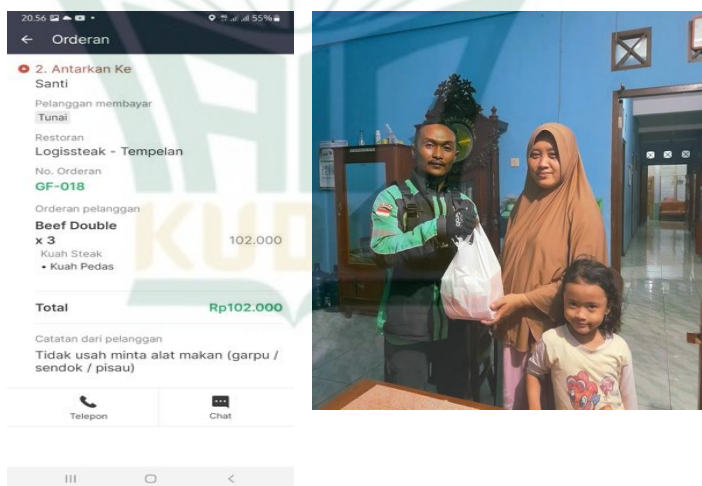 20.56
55%
Orderan
2. Antarkan Ke
Santi
Pelanggan membayar
Tunai
Restoran
Logissteak - Tempelan
No. Orderan
GF-018
Orderan pelanggan
Beef Double
x 3 102.000
Kuah Steak
• Kuah Pedas
Total Rp102.000
Catatan dari pelanggan
Tidak usah minta alat makan (garpu /
sendok / pisau)
Telepon Chat
KUDUS